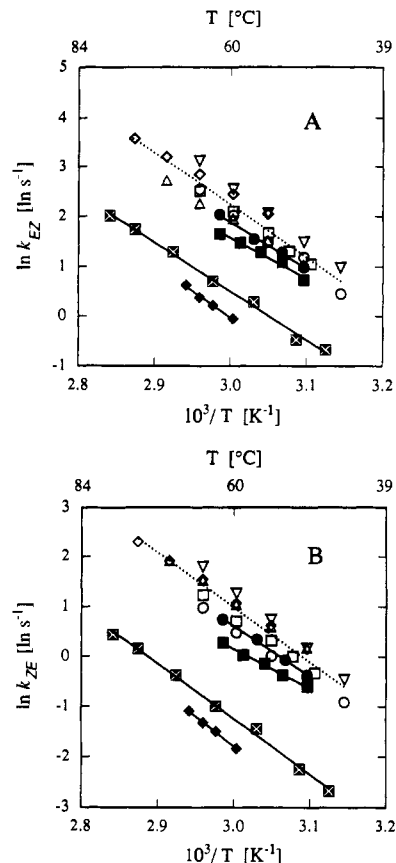 T [°C]
84 60 39
5
4
3
2
1
0
-1
A
ln k_EZ [ln s⁻¹]
2.8 2.9 3.0 3.1 3.2
10³/T [K⁻¹]
T [°C]
84 60 39
3
2
1
0
-1
-2
-3
B
ln k_ZE [ln s⁻¹]
2.8 2.9 3.0 3.1 3.2
10³/T [K⁻¹]